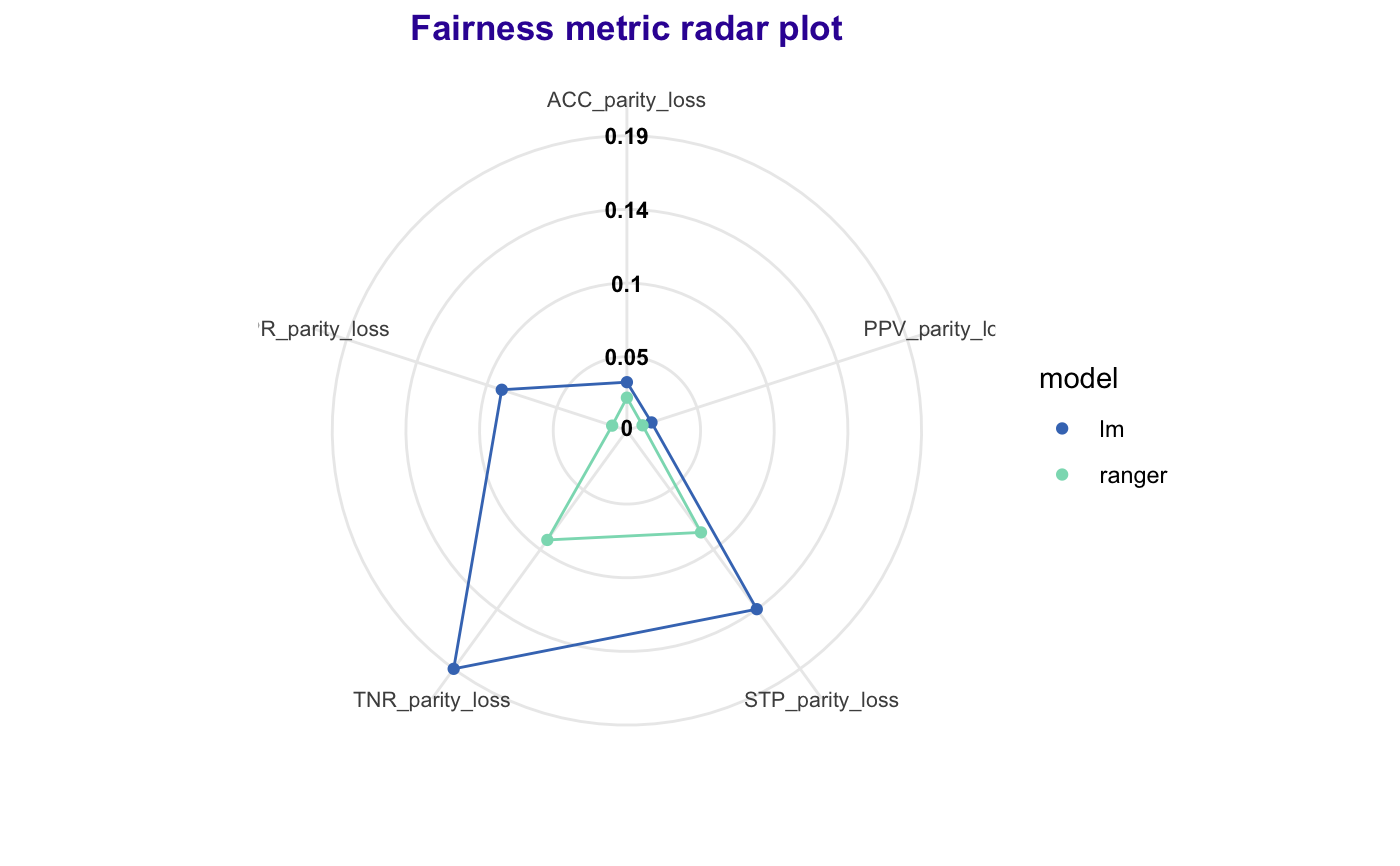 Fairness metric radar plot
ACC_parity_loss
0.19
0.14
0.1
R_parity_loss
PPV_parity_lo
0.05
0
model
lm
ranger
TNR_parity_loss
STP_parity_loss